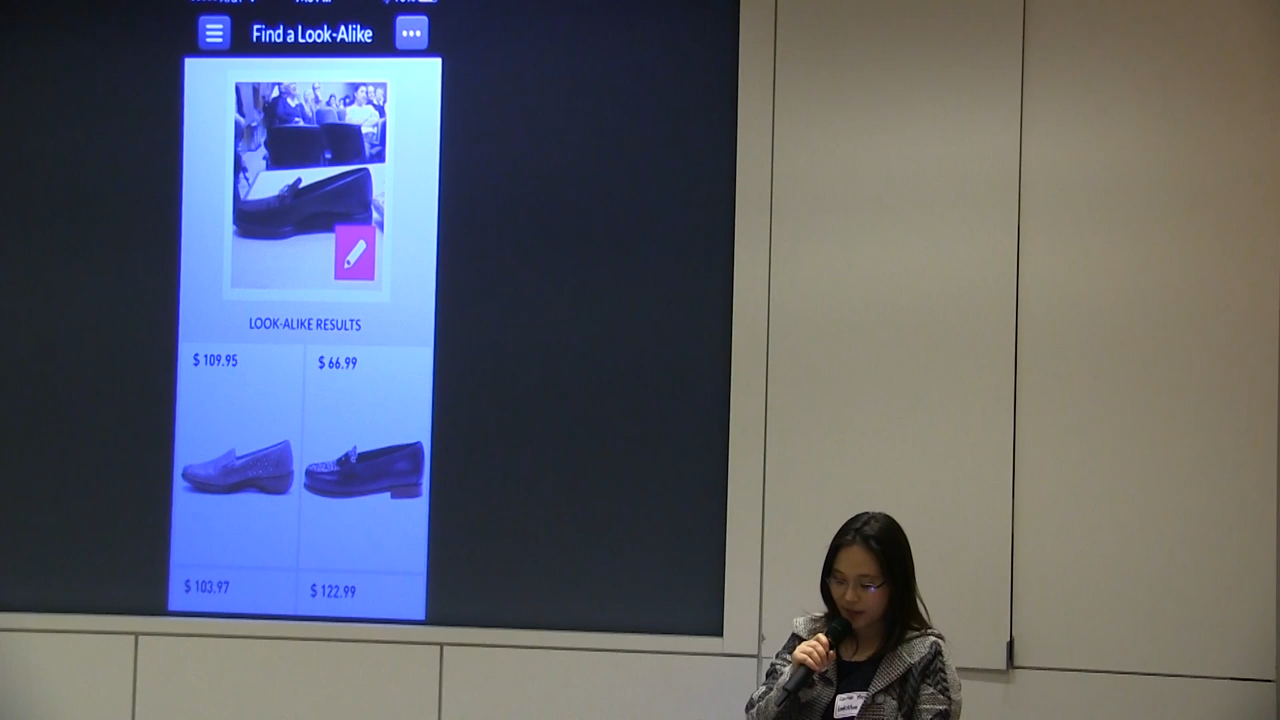 Find a Look-Alike
LOOK-ALIKE RESULTS
$ 109.95
$ 66.99
$ 103.97
$ 122.99